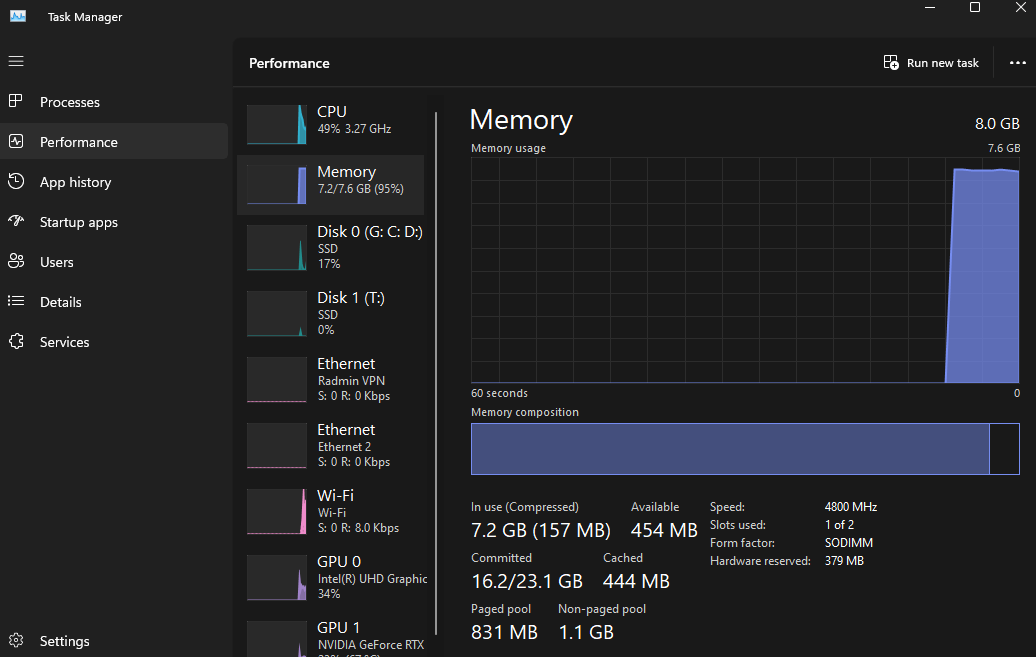 Task Manager
Performance
Run new task
Processes
Performance
App history
Startup apps
Users
Details
Services
Settings
CPU
49% 3.27 GHz
Memory
7.2/7.6 GB (95%)
Disk 0 (G: C: D:)
SSD
17%
Disk 1 (T:)
SSD
0%
Ethernet
Radmin VPN
S: 0 R: 0 Kbps
Ethernet
Ethernet 2
S: 0 R: 0 Kbps
Wi-Fi
Wi-Fi
S: 0 R: 8.0 Kbps
GPU 0
Intel(R) UHD Graphic
34%
GPU 1
NVIDIA GeForce RTX
Memory 8.0 GB
Memory usage 7.6 GB
60 seconds 0
Memory composition
In use (Compressed) Available
7.2 GB (157 MB) 454 MB
Committed Cached
16.2/23.1 GB 444 MB
Paged pool Non-paged pool
831 MB 1.1 GB
Speed: 4800 MHz
Slots used: 1 of 2
Form factor: SODIMM
Hardware reserved: 379 MB